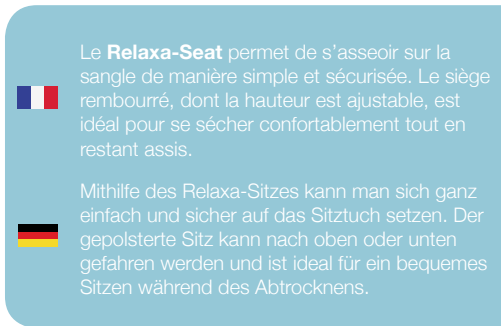 Le Relaxa-Seat permet de s’asseoir sur la
sangle de manière simple et sécurisée. Le siège
rembourré, dont la hauteur est ajustable, est
idéal pour se sécher confortablement tout en
restant assis.
Mithilfe des Relaxa-Sitzes kann man sich ganz
einfach und sicher auf das Sitztuch setzen. Der
gepolsterte Sitz kann nach oben oder unten
gefahren werden und ist ideal für ein bequemes
Sitzen während des Abtrocknens.